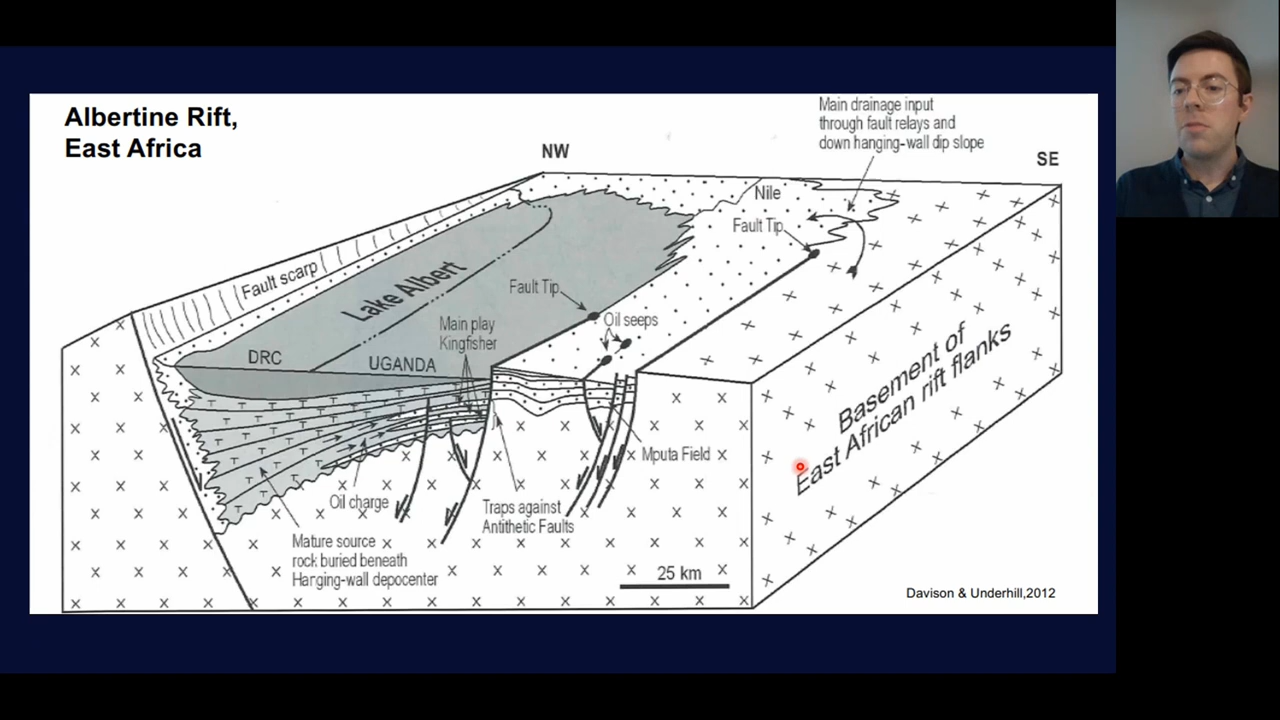 Albertine Rift,
East Africa
Main drainage input
through fault relays and
down hanging-wall dip slope
NW
SE
Nile
Fault Tip
Fault scarp
Lake Albert
Fault Tip
Oil seeps
Main play
Kingfisher
DRC
UGANDA
Basement of
East African rift flanks
Mputa Field
Oil charge
Traps against
Antithetic Faults
Mature source
rock buried beneath
Hanging-wall depocenter
25 km
Davison & Underhill,2012